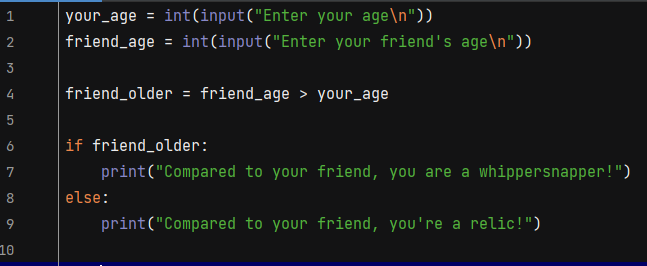 1 your_age = int(input("Enter your age\n"))
2 friend_age = int(input("Enter your friend's age\n"))
3
4 friend_older = friend_age > your_age
5
6 if friend_older:
7     print("Compared to your friend, you are a whippersnapper!")
8 else:
9     print("Compared to your friend, you're a relic!")
10